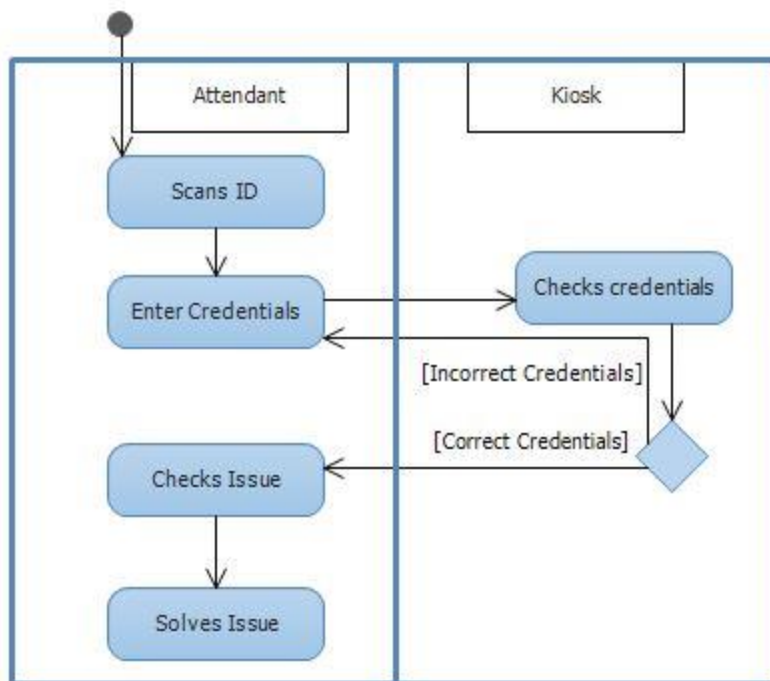 Attendant
Kiosk
Scans ID
Enter Credentials
Checks credentials
[Incorrect Credentials]
[Correct Credentials]
Checks Issue
Solves Issue